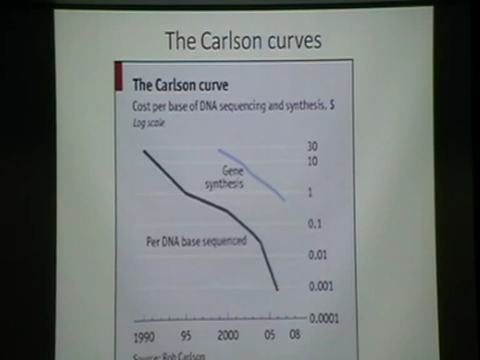 The Carlson curves
The Carlson curve
Cost per base of DNA sequencing and synthesis, $
Log scale
30
10
Gene
synthesis
1
0.1
Per DNA base sequenced
0.01
0.001
0.0001
1990 95 2000 05 08
Source: Rob Carlson